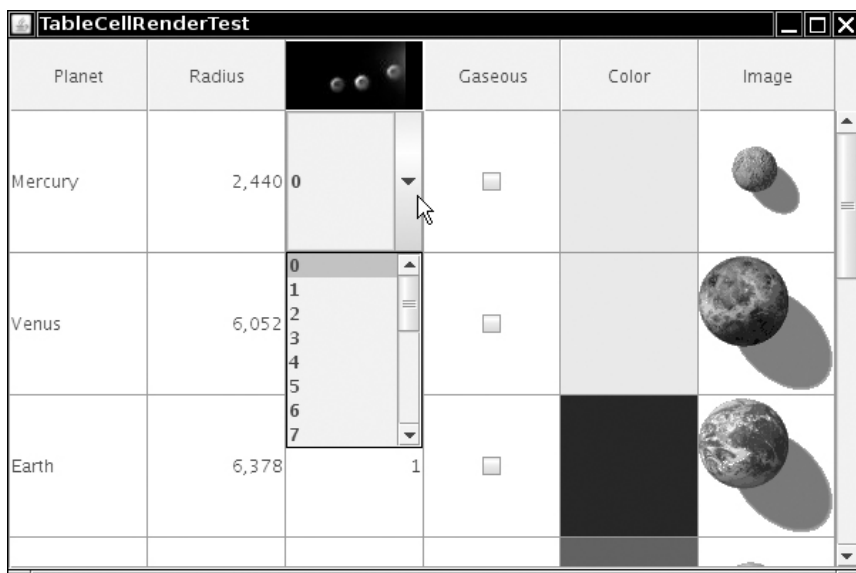 TableCellRenderTest
Planet Radius Gaseous Color Image
Mercury 2,440 0
0
1
2
Venus 6,052
3
4
5
6
7
Earth 6,378 1